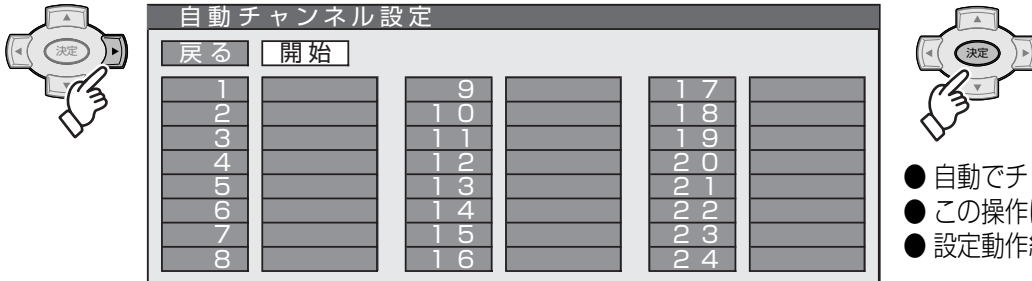 決定
自動チャンネル設定
戻る 開始
1 9 17
2 10 18
3 11 19
4 12 20
5 13 21
6 14 22
7 15 23
8 16 24
決定
●自動でチ
●この操作
●設定動作